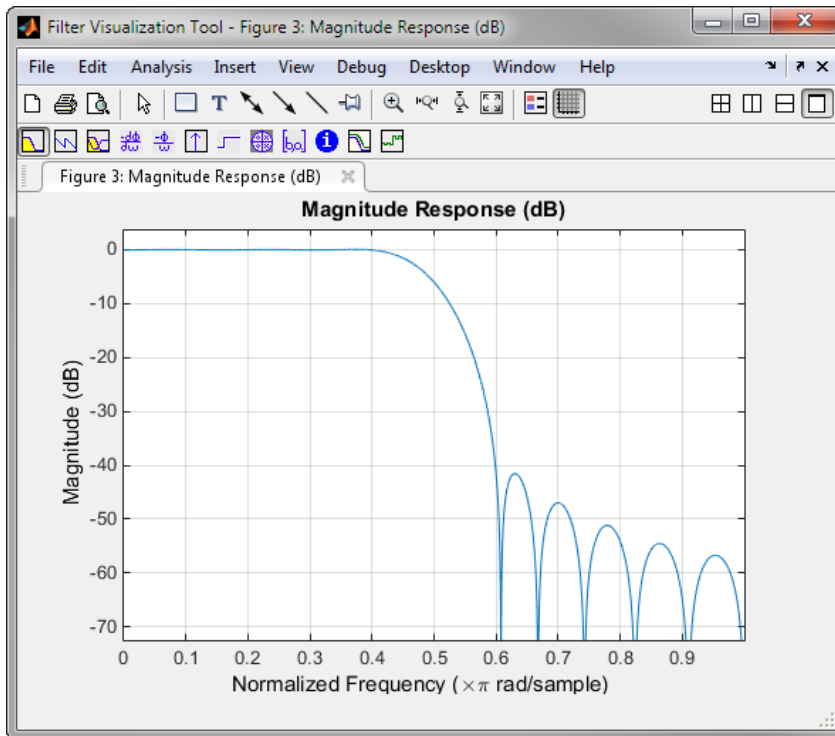 Filter Visualization Tool - Figure 3: Magnitude Response (dB)
File Edit Analysis Insert View Debug Desktop Window Help
Figure 3: Magnitude Response (dB)
Magnitude Response (dB)
Magnitude (dB)
0
-10
-20
-30
-40
-50
-60
-70
0 0.1 0.2 0.3 0.4 0.5 0.6 0.7 0.8 0.9
Normalized Frequency (×π rad/sample)